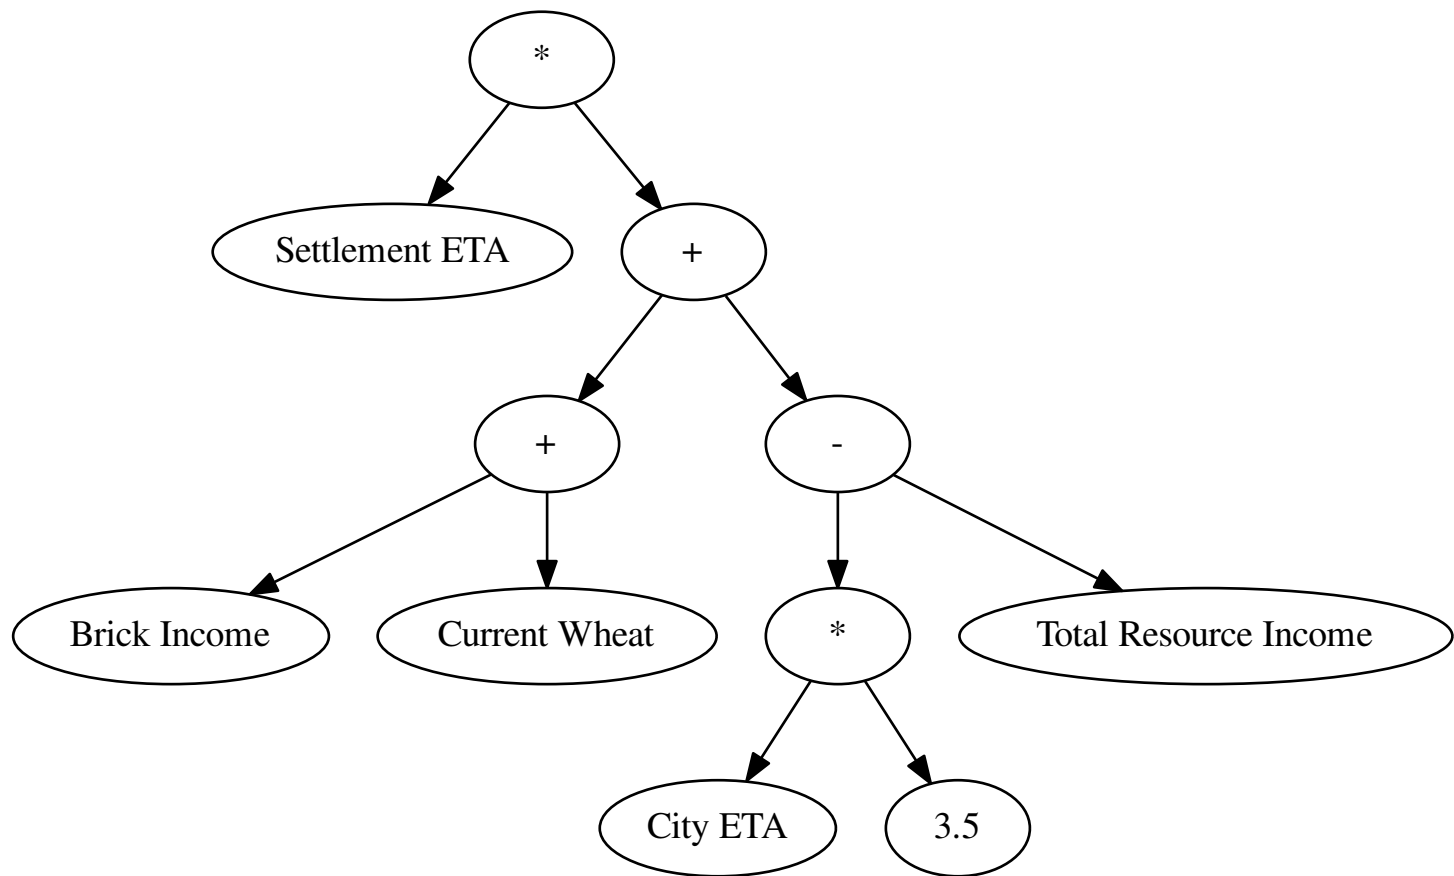 *
Settlement ETA
+
+
-
Brick Income
Current Wheat
*
Total Resource Income
City ETA
3.5